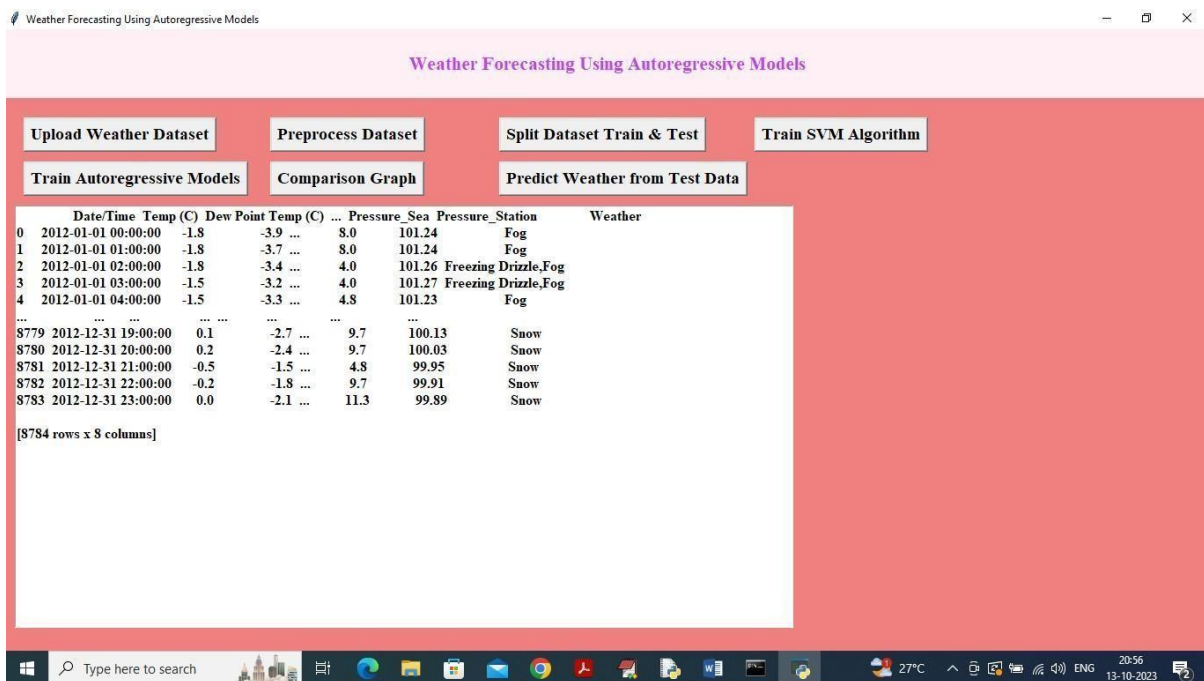 Weather Forecasting Using Autoregressive Models
Weather Forecasting Using Autoregressive Models
Upload Weather Dataset Preprocess Dataset Split Dataset Train & Test Train SVM Algorithm
Train Autoregressive Models Comparison Graph Predict Weather from Test Data
Date/Time Temp (C) Dew Point Temp (C) ... Pressure_Sea Pressure_Station Weather
0 2012-01-01 00:00:00 -1.8 -3.9 ... 8.0 101.24 Fog
1 2012-01-01 01:00:00 -1.8 -3.7 ... 8.0 101.24 Fog
2 2012-01-01 02:00:00 -1.8 -3.4 ... 4.0 101.26 Freezing Drizzle,Fog
3 2012-01-01 03:00:00 -1.5 -3.2 ... 4.0 101.27 Freezing Drizzle,Fog
4 2012-01-01 04:00:00 -1.5 -3.3 ... 4.8 101.23 Fog
... ... ... ... ... ... ... ...
8779 2012-12-31 19:00:00 0.1 -2.7 ... 9.7 100.13 Snow
8780 2012-12-31 20:00:00 0.2 -2.4 ... 9.7 100.03 Snow
8781 2012-12-31 21:00:00 -0.5 -1.5 ... 4.8 99.95 Snow
8782 2012-12-31 22:00:00 -0.2 -1.8 ... 9.7 99.91 Snow
8783 2012-12-31 23:00:00 0.0 -2.1 ... 11.3 99.89 Snow
[8784 rows x 8 columns]
Type here to search 27°C ENG 20:56
13-10-2023